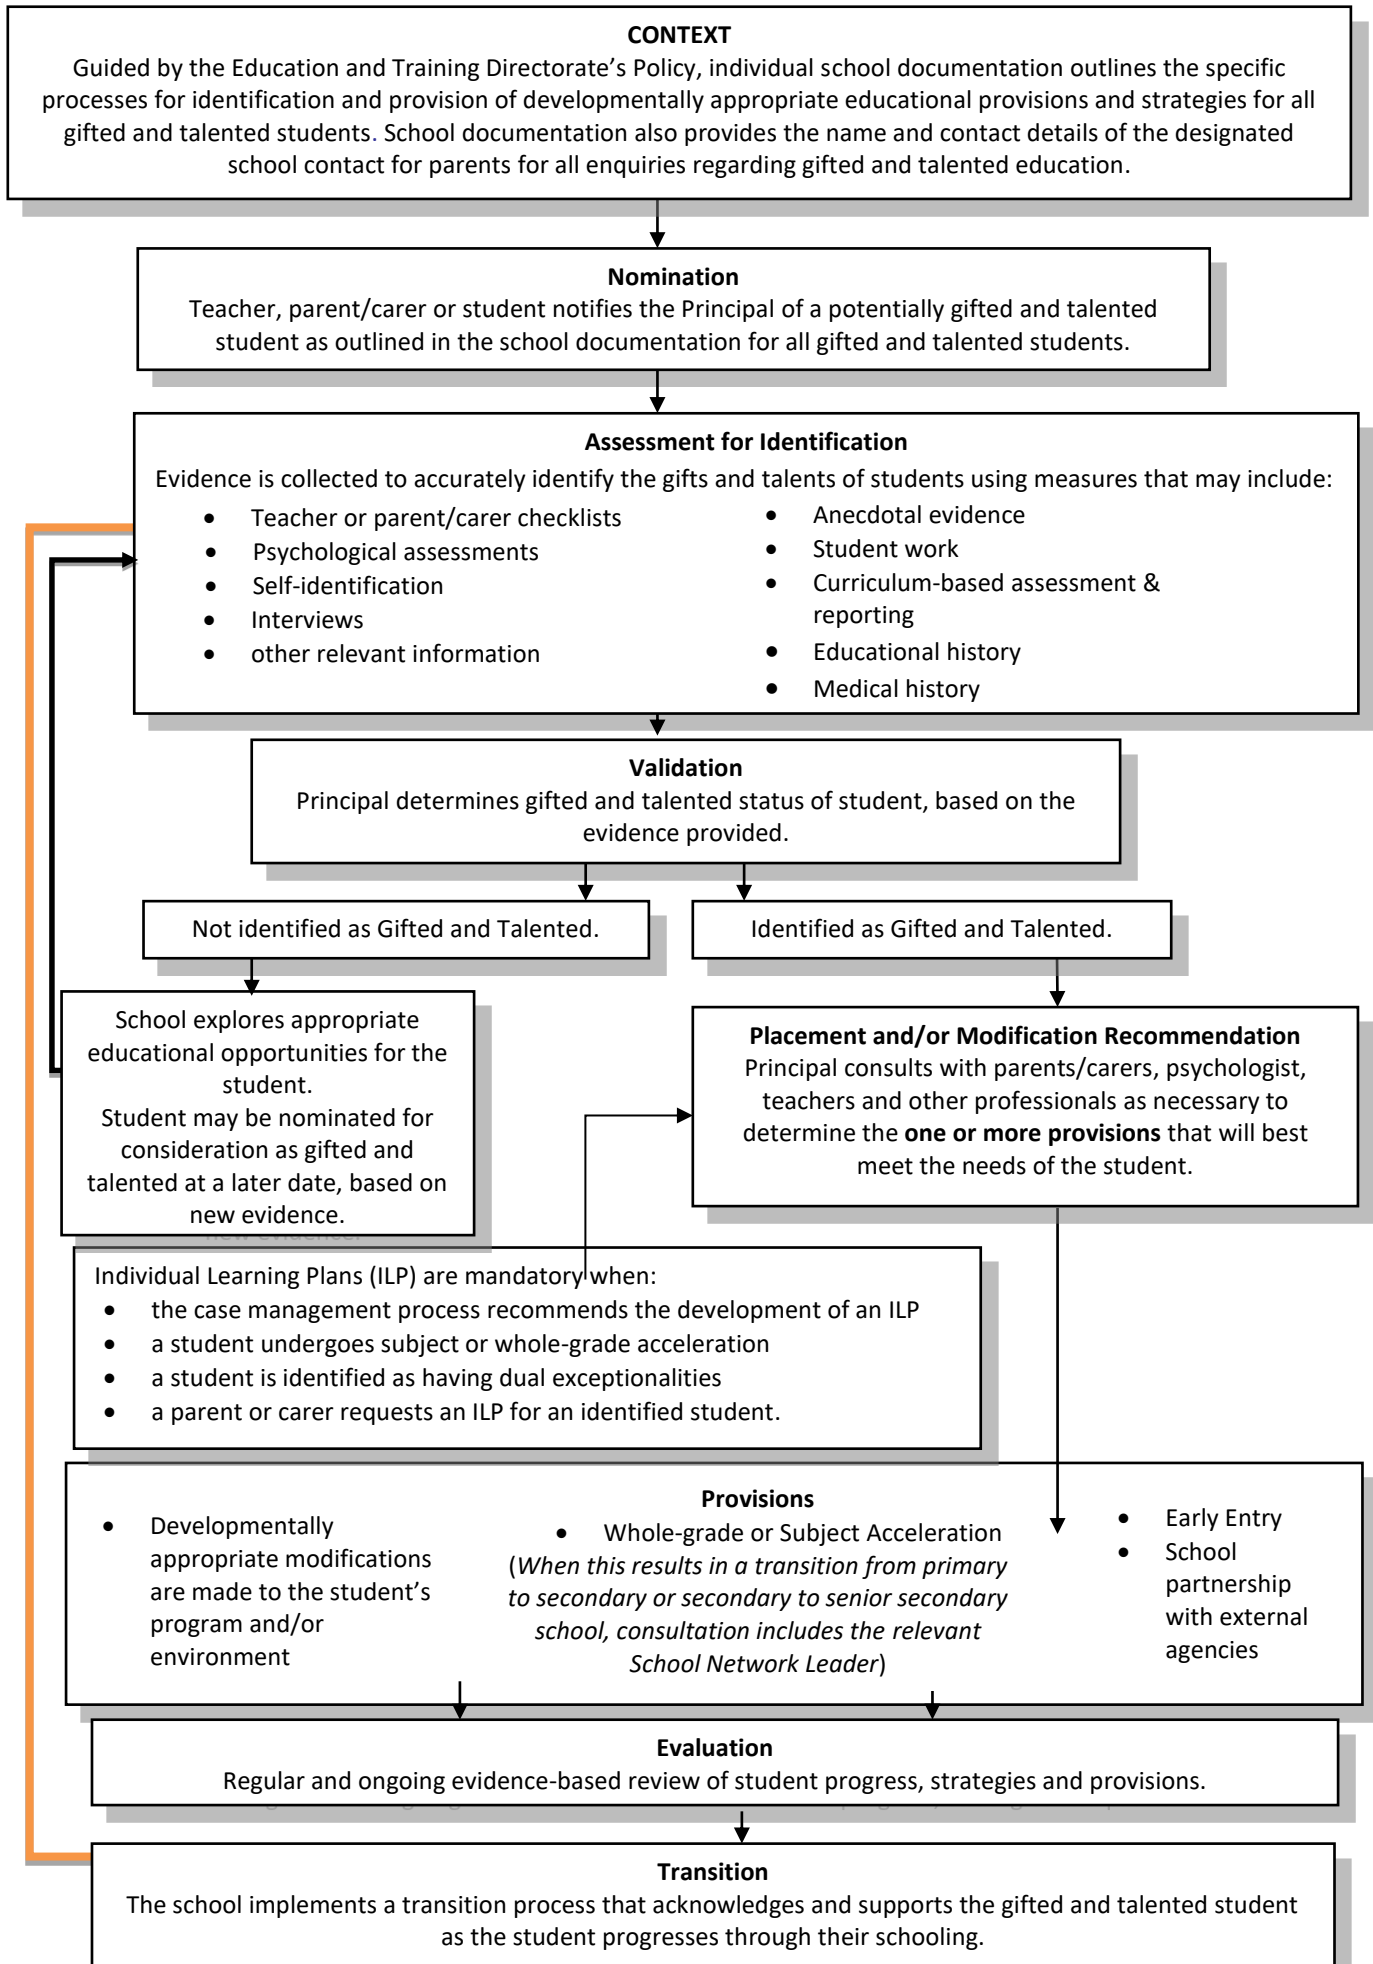 CONTEXT
Guided by the Education and Training Directorate's Policy, individual school documentation outlines the specific
processes for identification and provision of developmentally appropriate educational provisions and strategies for all
gifted and talented students. School documentation also provides the name and contact details of the designated
school contact for parents for all enquiries regarding gifted and talented education.
Nomination
Teacher, parent/carer or student notifies the Principal of a potentially gifted and talented
student as outlined in the school documentation for all gifted and talented students.
Assessment for Identification
Evidence is collected to accurately identify the gifts and talents of students using measures that may include:
• Teacher or parent/carer checklists
• Psychological assessments
• Self-identification
• Interviews
• other relevant information
• Anecdotal evidence
• Student work
• Curriculum-based assessment &
reporting
• Educational history
• Medical history
Validation
Principal determines gifted and talented status of student, based on the
evidence provided.
Not identified as Gifted and Talented.
Identified as Gifted and Talented.
School explores appropriate
educational opportunities for the
student.
Student may be nominated for
consideration as gifted and
talented at a later date, based on
new evidence.
Placement and/or Modification Recommendation
Principal consults with parents/carers, psychologist,
teachers and other professionals as necessary to
determine the one or more provisions that will best
meet the needs of the student.
Individual Learning Plans (ILP) are mandatory when:
• the case management process recommends the development of an ILP
• a student undergoes subject or whole-grade acceleration
• a student is identified as having dual exceptionalities
• a parent or carer requests an ILP for an identified student.
Provisions
• Developmentally
appropriate modifications
are made to the student's
program and/or
environment
• Whole-grade or Subject Acceleration
(When this results in a transition from primary
to secondary or secondary to senior secondary
school, consultation includes the relevant
School Network Leader)
• Early Entry
• School
partnership
with external
agencies
Evaluation
Regular and ongoing evidence-based review of student progress, strategies and provisions.
Transition
The school implements a transition process that acknowledges and supports the gifted and talented student
as the student progresses through their schooling.